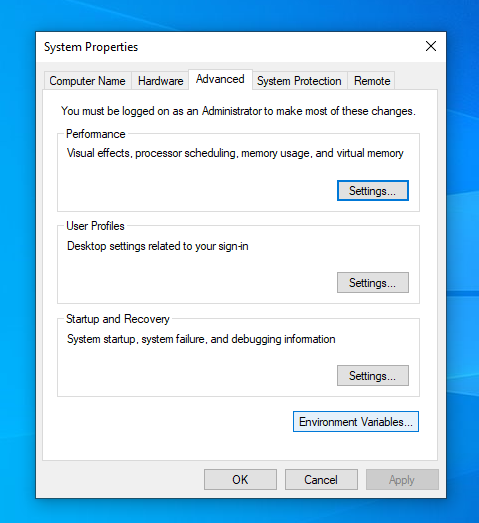 System Properties
Computer Name Hardware Advanced System Protection Remote
You must be logged on as an Administrator to make most of these changes.
Performance
Visual effects, processor scheduling, memory usage, and virtual memory
Settings...
User Profiles
Desktop settings related to your sign-in
Settings...
Startup and Recovery
System startup, system failure, and debugging information
Settings...
Environment Variables...
OK Cancel Apply